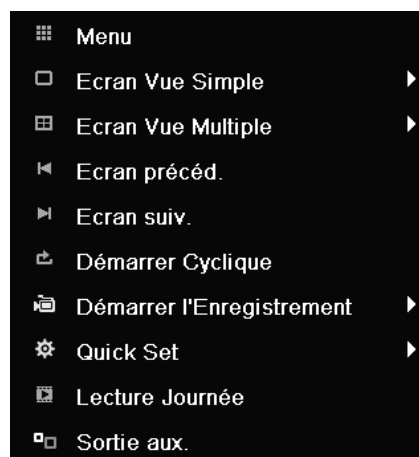 Menu
Ecran Vue Simple
Ecran Vue Multiple
Ecran précéd.
Ecran suiv.
Démarrer Cyclique
Démarrer l'Enregistrement
Quick Set
Lecture Journée
Sortie aux.